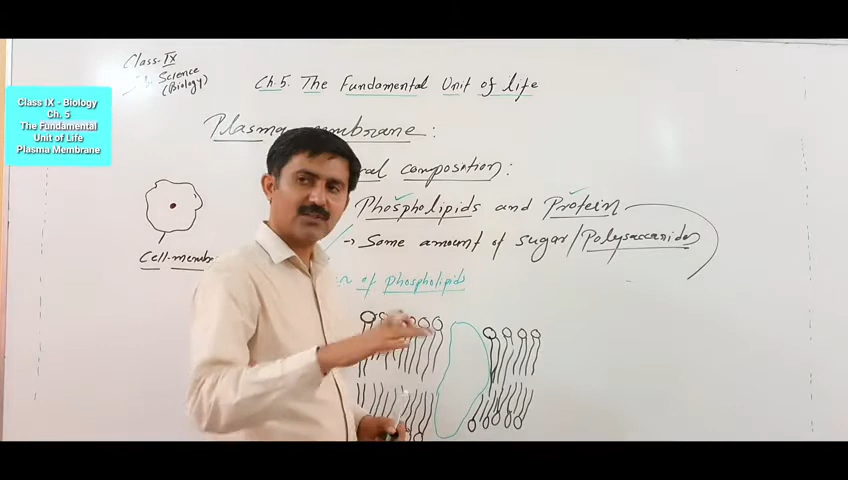 Class-IX
Science
(Biology)
Ch.5. The Fundamental Unit of life
Class IX - Biology
Ch. 5
The Fundamental
Unit of Life
Plasma Membrane
Plasma membrane:
composition:
Phospholipids and Protein
→ Some amount of sugar/Polysaccarides
Cell-memb
of phospholipids